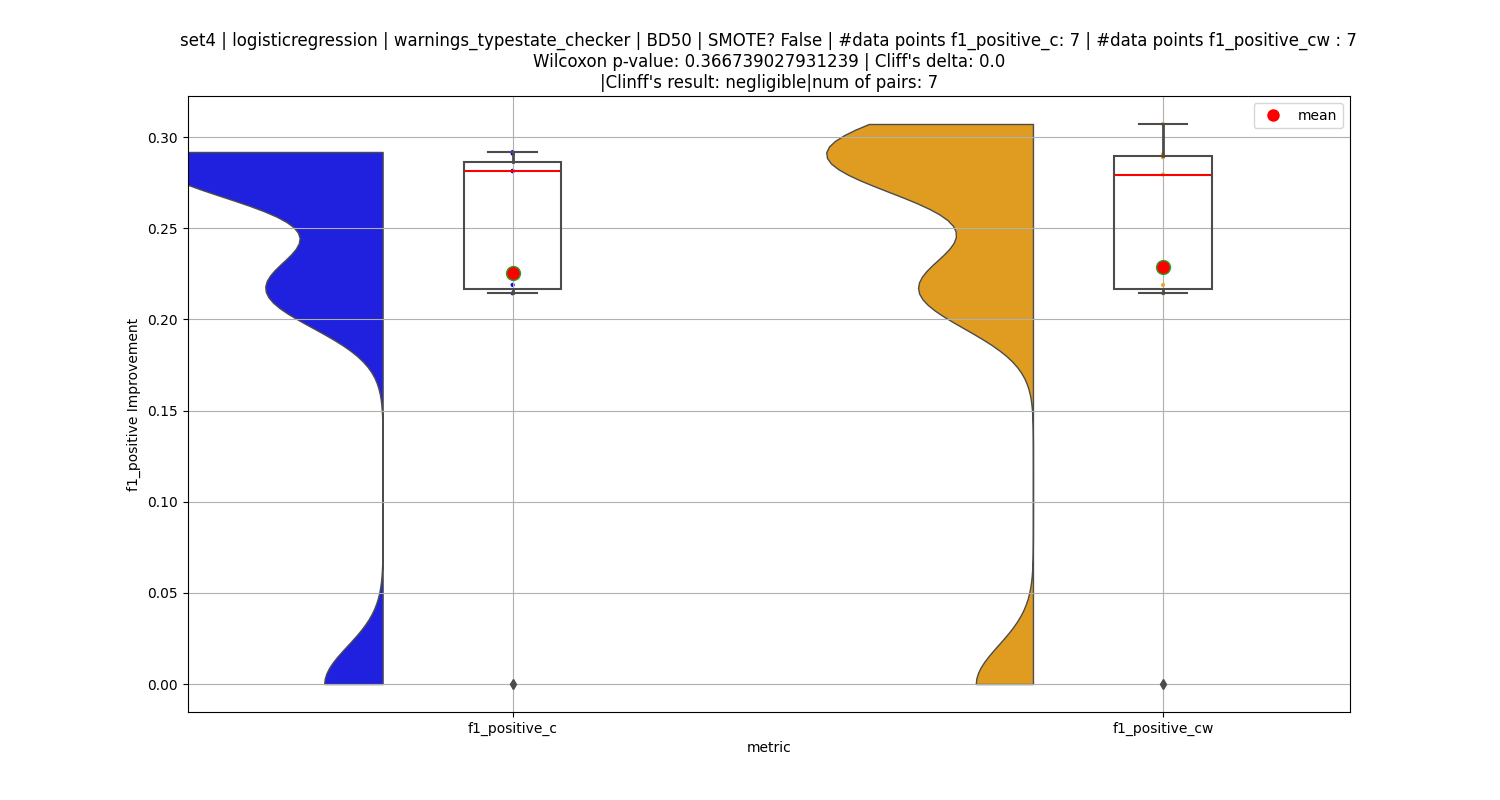 set4 | logisticregression | warnings_typestate_checker | BD50 | SMOTE? False | #data points f1_positive_c: 7 | #data points f1_positive_cw : 7
Wilcoxon p-value: 0.366739027931239 | Cliff's delta: 0.0
|Clinff's result: negligible|num of pairs: 7
mean
0.30
0.25
0.20
0.15
0.10
0.05
0.00
f1_positive Improvement
f1_positive_c
f1_positive_cw
metric